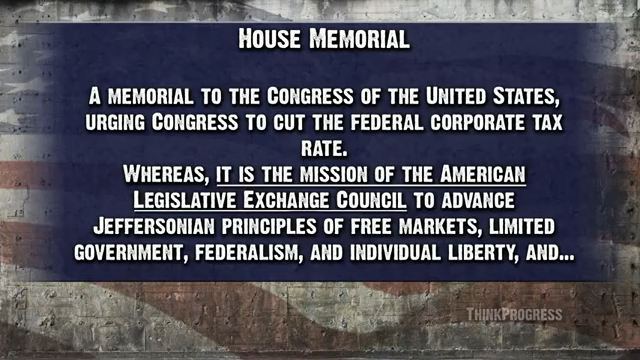 House Memorial
A memorial to the Congress of the United States,
urging Congress to cut the federal corporate tax
rate.
Whereas, it is the mission of the American
Legislative Exchange Council to advance
Jeffersonian principles of free markets, limited
government, federalism, and individual liberty, and...
ThinkProgress